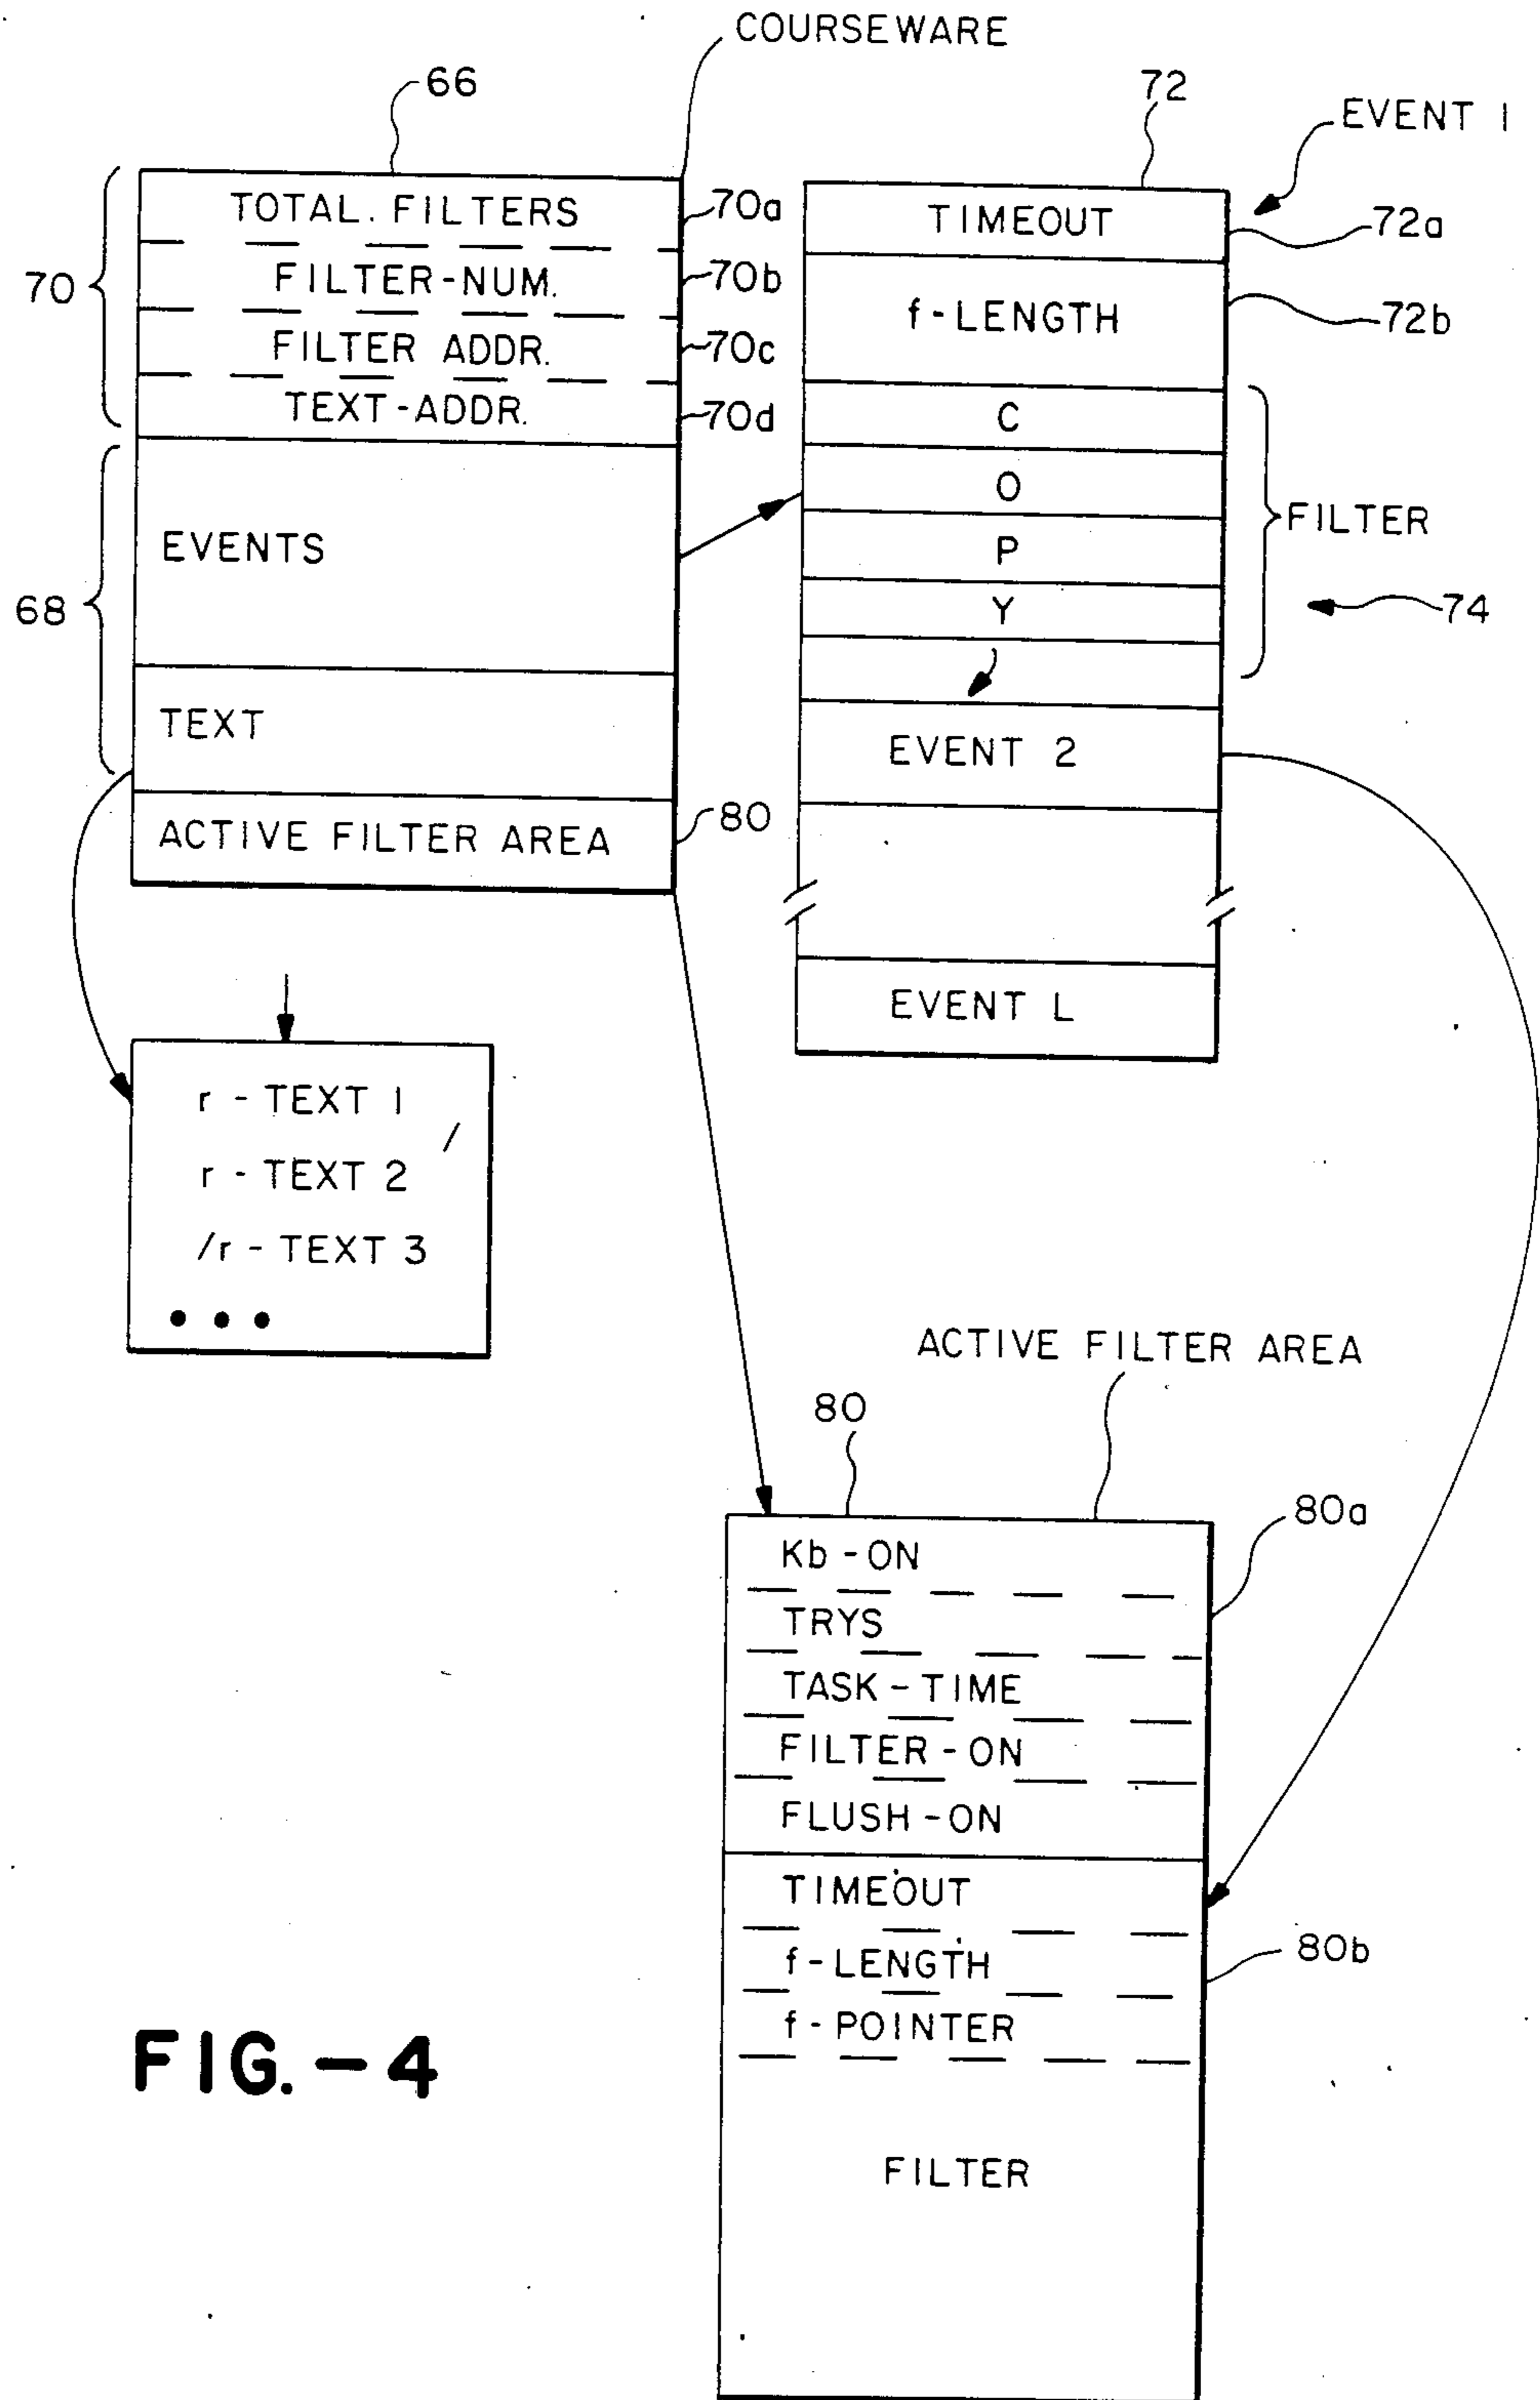 COURSEWARE
66
TOTAL. FILTERS
70a
FILTER-NUM.
70b
70
FILTER ADDR.
70c
TEXT-ADDR.
70d
EVENTS
68
TEXT
ACTIVE FILTER AREA
80
72
EVENT 1
TIMEOUT
72a
f-LENGTH
72b
C
O
P
Y
FILTER
74
EVENT 2
EVENT L
r - TEXT 1
/
r - TEXT 2
/r - TEXT 3
• • •
ACTIVE FILTER AREA
80
80a
Kb-ON
TRYS
TASK-TIME
FILTER-ON
FLUSH-ON
TIMEOUT
f-LENGTH
80b
f-POINTER
FILTER
FIG.-4